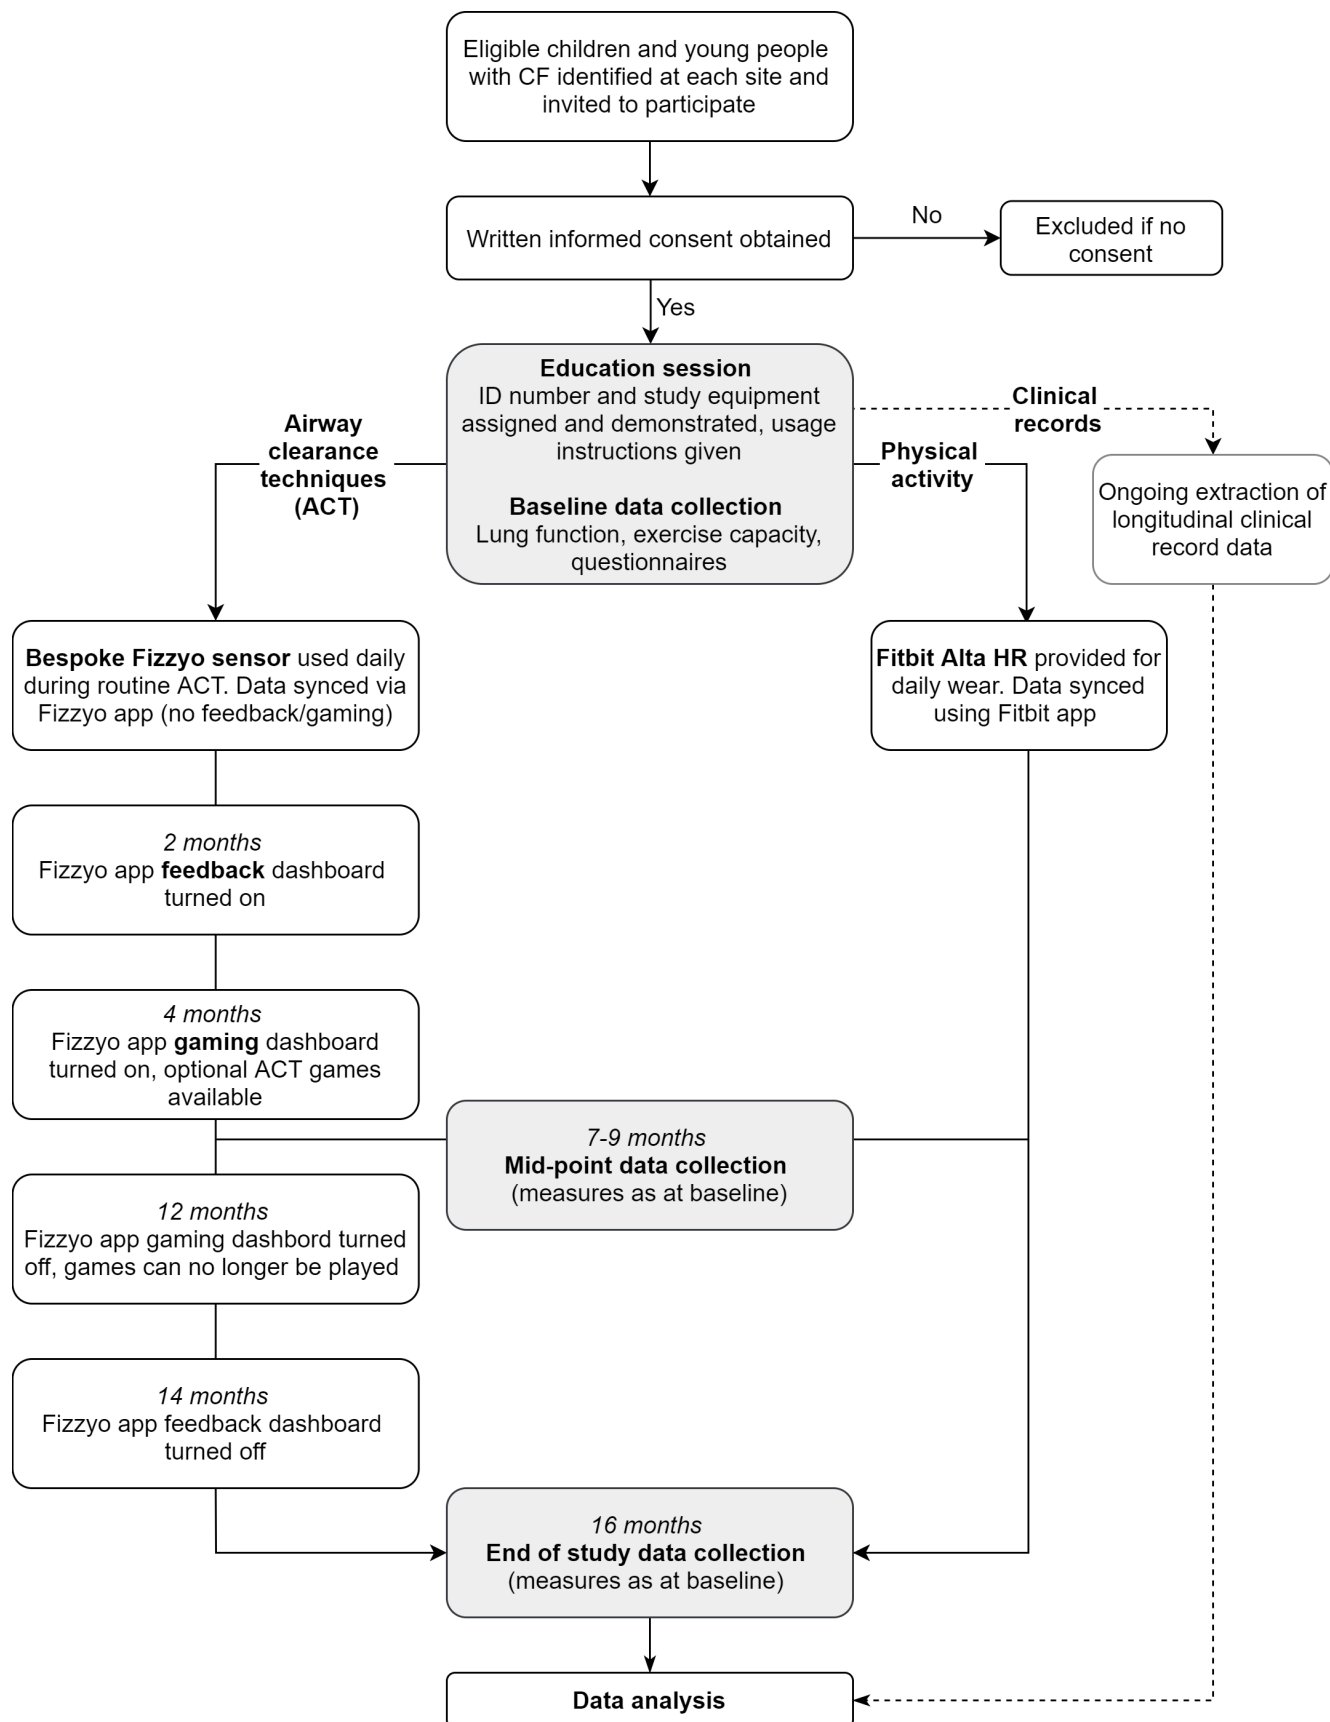 Eligible children and young people
with CF identified at each site and
invited to participate
Written informed consent obtained
No
Excluded if no
consent
Yes
Education session
ID number and study equipment
assigned and demonstrated, usage
instructions given
Baseline data collection
Lung function, exercise capacity,
questionnaires
Airway
clearance
techniques
(ACT)
Physical
activity
Clinical
records
Ongoing extraction of
longitudinal clinical
record data
Bespoke Fizzyo sensor used daily
during routine ACT. Data synced via
Fizzyo app (no feedback/gaming)
Fitbit Alta HR provided for
daily wear. Data synced
using Fitbit app
2 months
Fizzyo app feedback dashboard
turned on
4 months
Fizzyo app gaming dashboard
turned on, optional ACT games
available
7-9 months
Mid-point data collection
(measures as at baseline)
12 months
Fizzyo app gaming dashbord turned
off, games can no longer be played
14 months
Fizzyo app feedback dashboard
turned off
16 months
End of study data collection
(measures as at baseline)
Data analysis